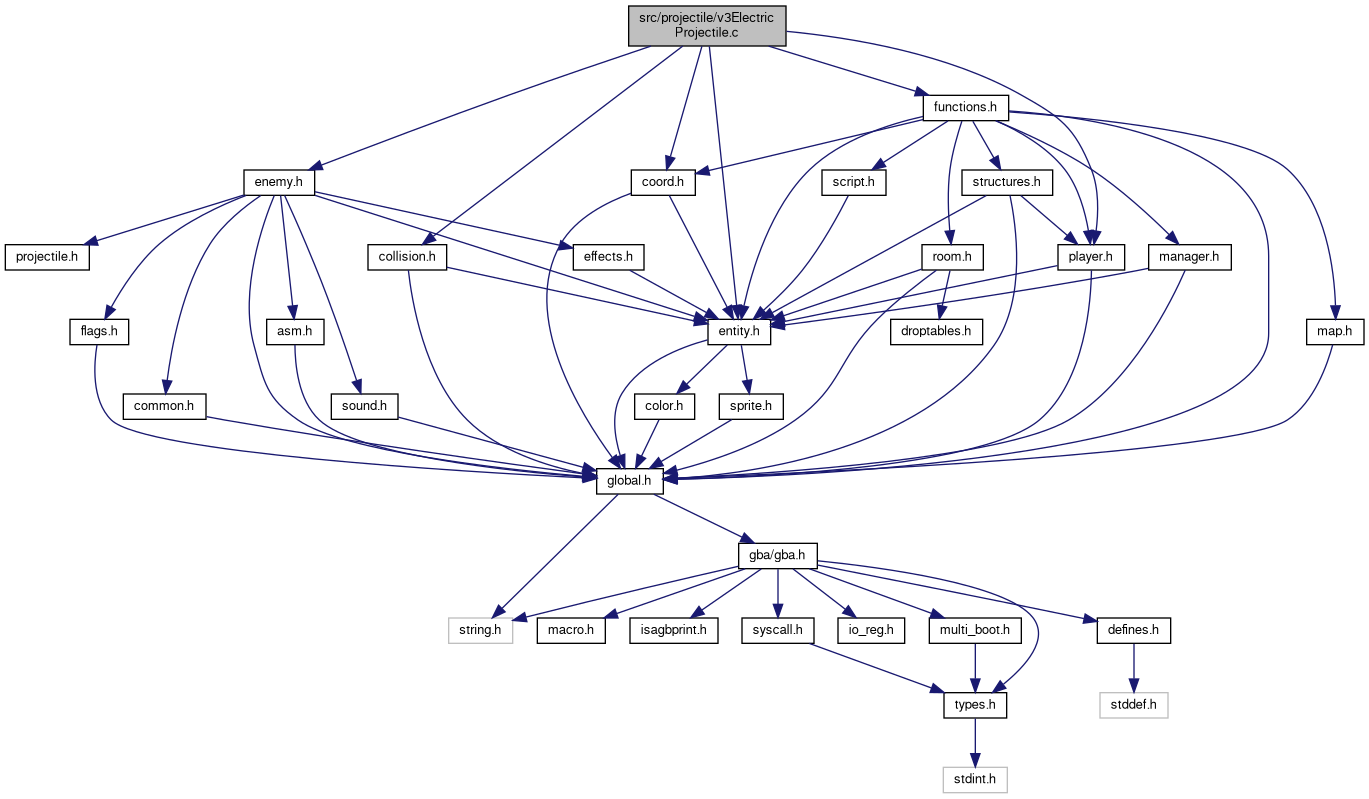 src/projectile/v3Electric
Projectile.c
functions.h
enemy.h
coord.h
script.h
structures.h
projectile.h
collision.h
effects.h
room.h
player.h
manager.h
flags.h
asm.h
entity.h
droptables.h
map.h
common.h
sound.h
color.h
sprite.h
global.h
gba/gba.h
string.h
macro.h
isagbprint.h
syscall.h
io_reg.h
multi_boot.h
defines.h
types.h
stddef.h
stdint.h